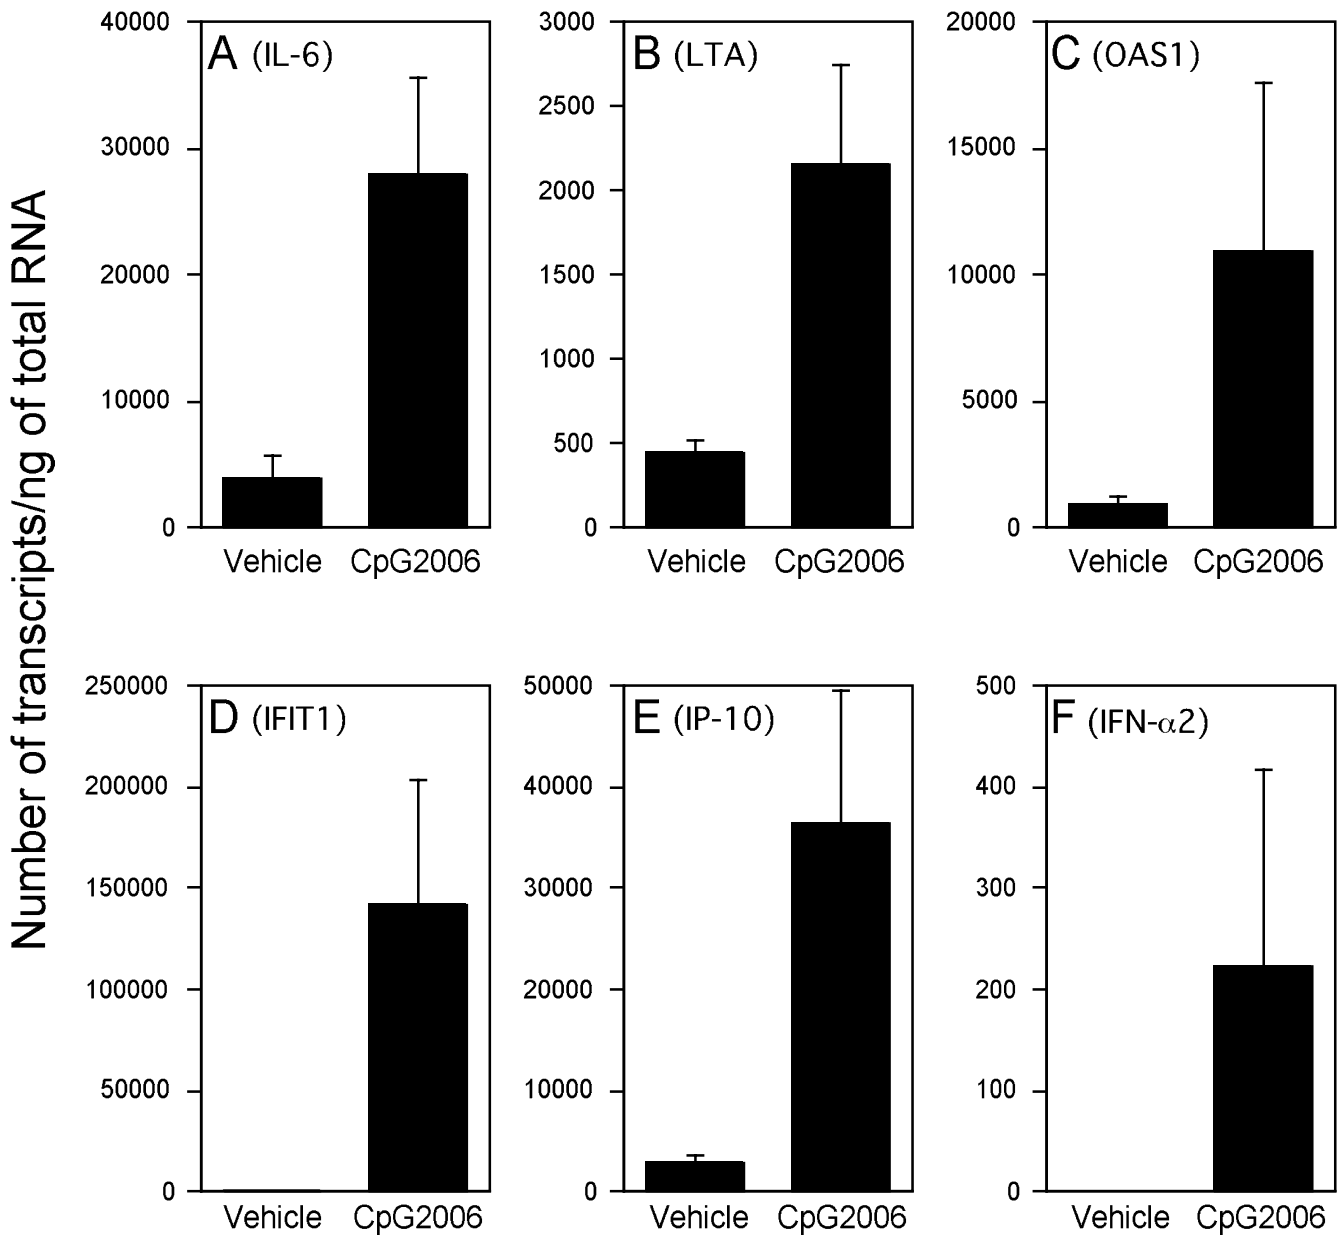 Number of transcripts/ng of total RNA
A (IL-6)
40000
30000
20000
10000
0
Vehicle CpG2006
B (LTA)
3000
2500
2000
1500
1000
500
0
Vehicle CpG2006
C (OAS1)
20000
15000
10000
5000
0
Vehicle CpG2006
D (IFIT1)
250000
200000
150000
100000
50000
0
Vehicle CpG2006
E (IP-10)
50000
40000
30000
20000
10000
0
Vehicle CpG2006
F (IFN-α2)
500
400
300
200
100
0
Vehicle CpG2006